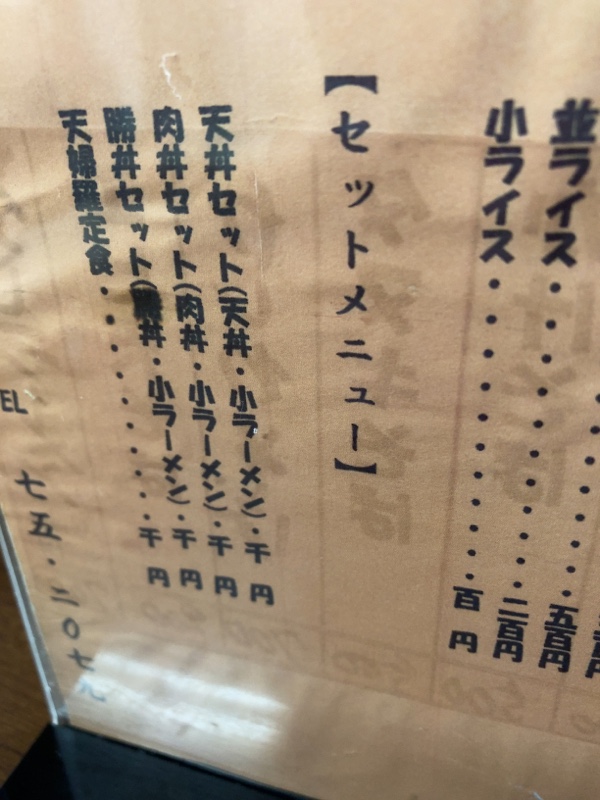 五百円
並ライス・・・・・・・・・・二百円
小ライス・・・・・・・・・・百円
【セットメニュー】
天丼セット(天丼・小ラーメン)・千円
肉丼セット(肉丼・小ラーメン)・千円
勝丼セット(勝丼・小ラーメン)・千円
天婦羅定食・・・・・・・・・千円
EL 七五・二〇七九